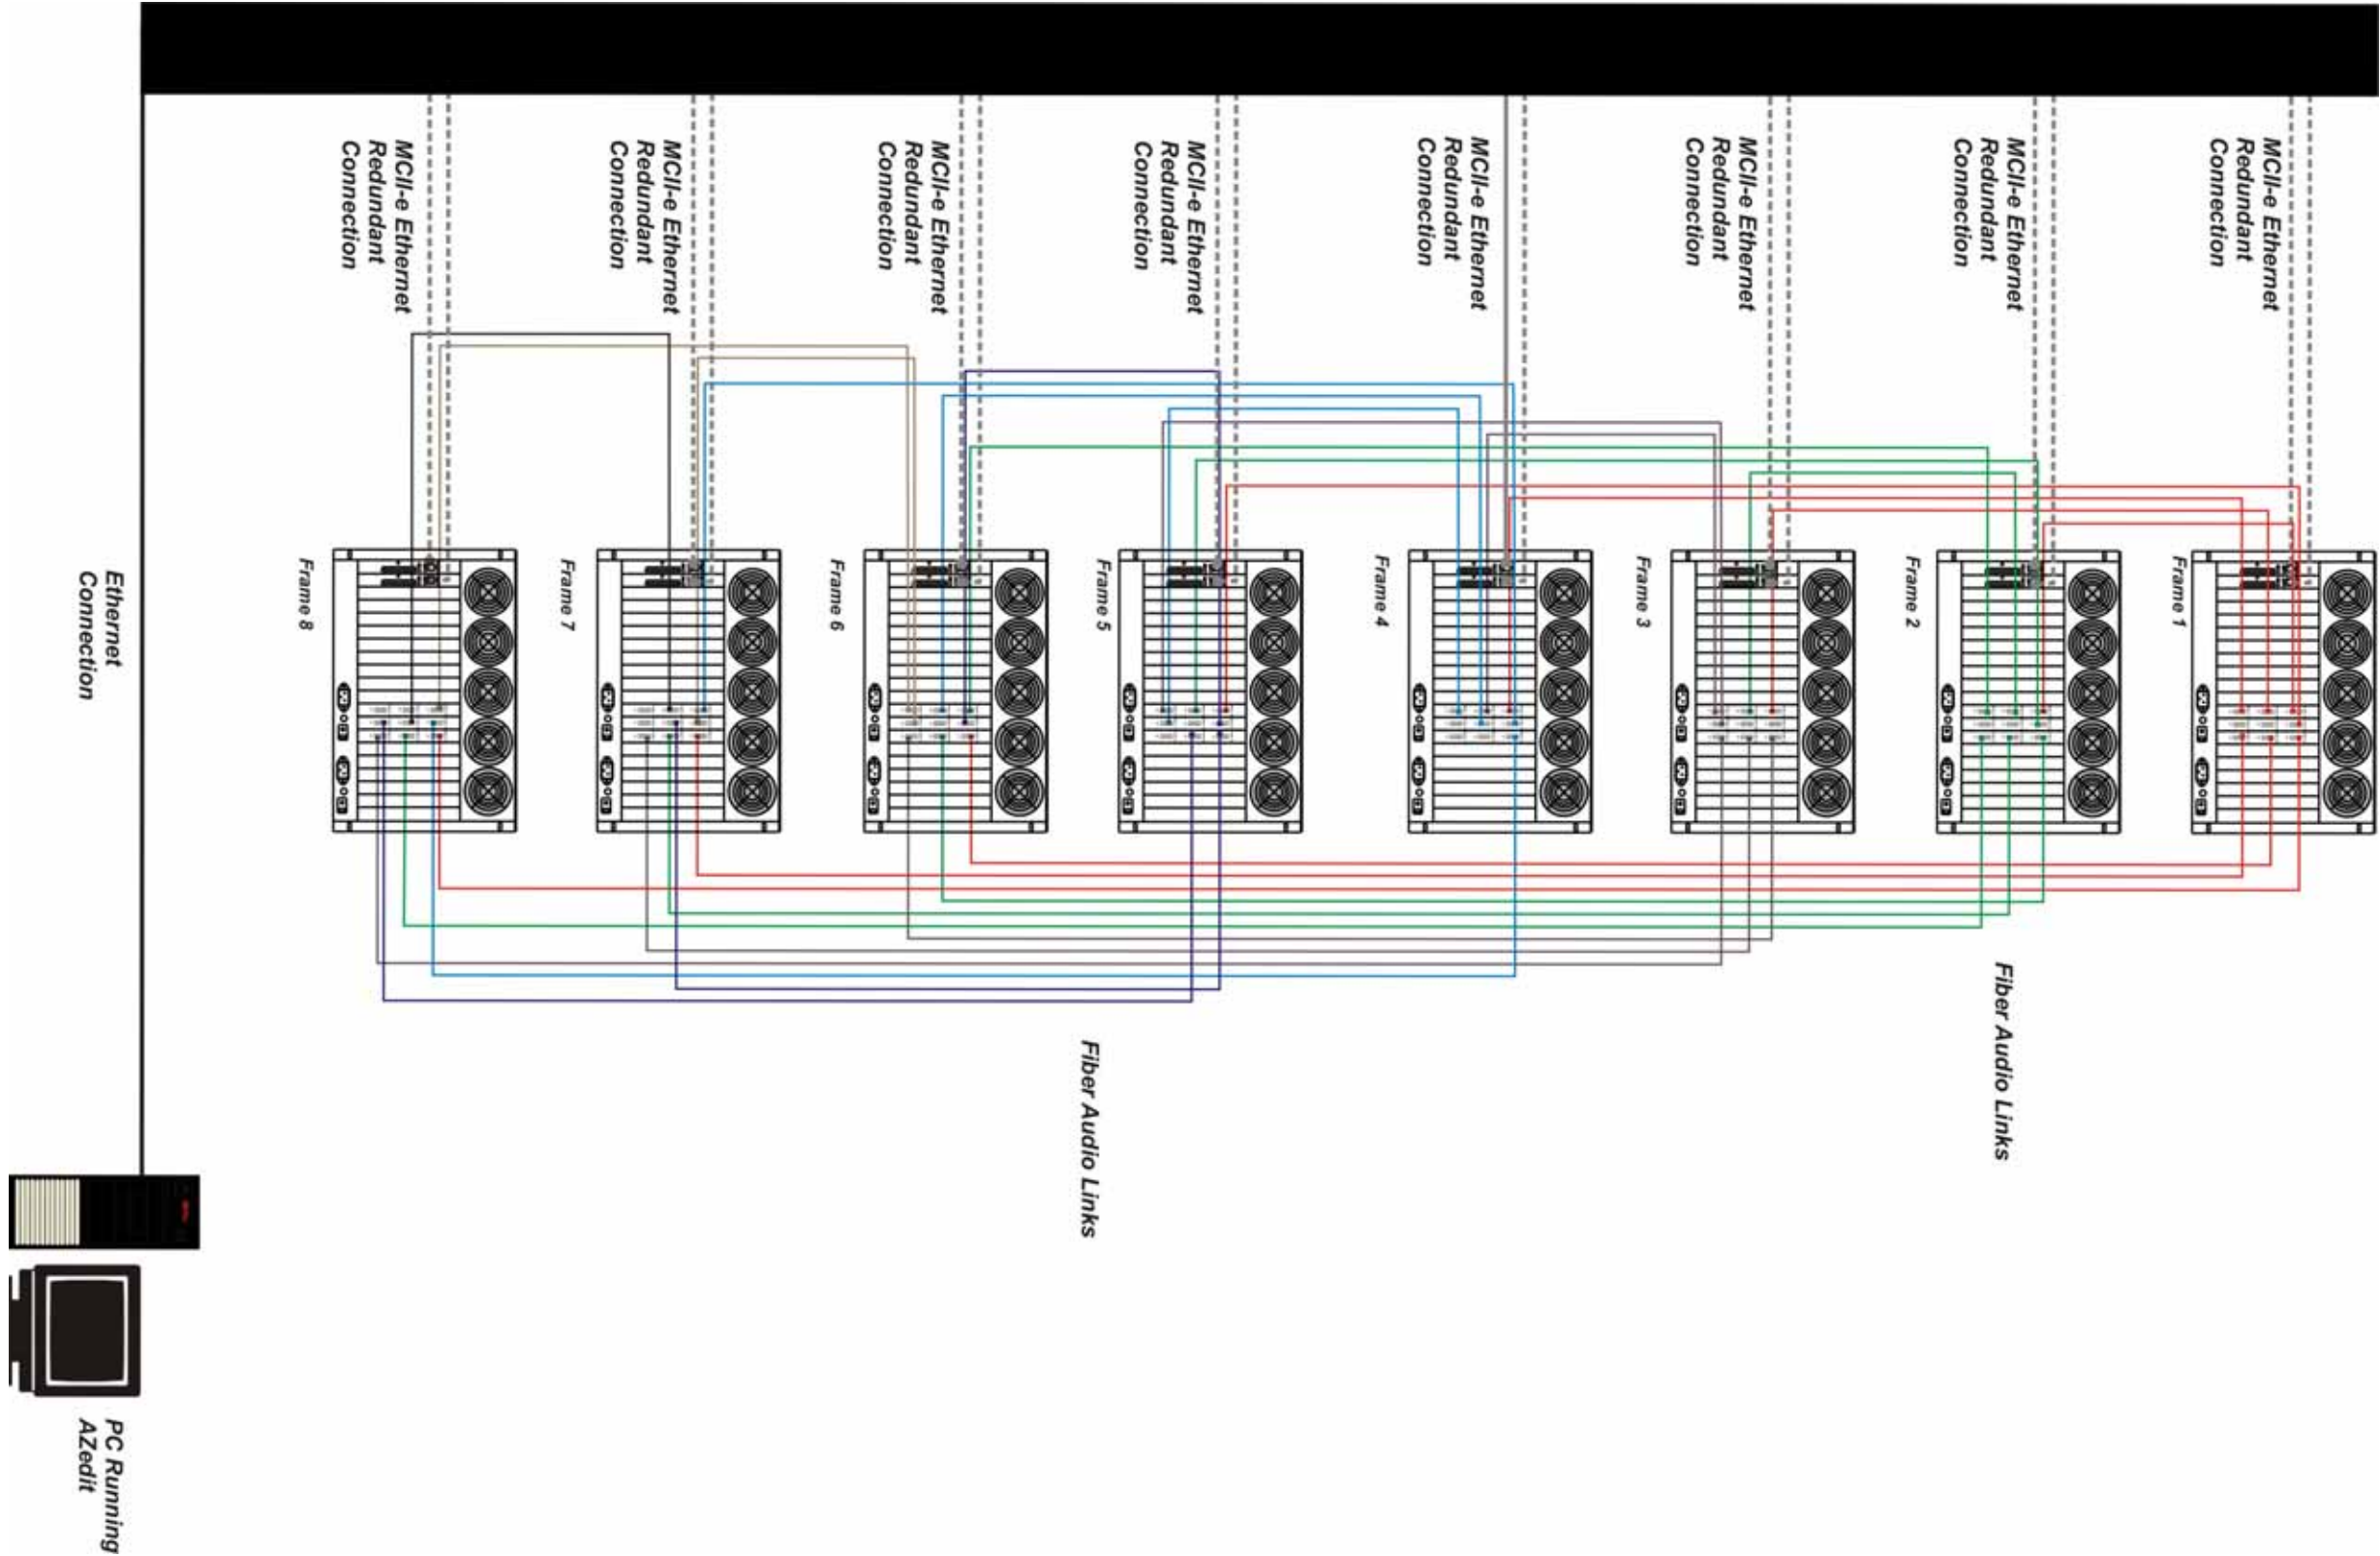 MCII-e Ethernet
Redundant
Connection
Frame 1
MCII-e Ethernet
Redundant
Connection
Frame 2
Fiber Audio Links
MCII-e Ethernet
Redundant
Connection
Frame 3
MCII-e Ethernet
Redundant
Connection
Frame 4
MCII-e Ethernet
Redundant
Connection
Frame 5
Fiber Audio Links
MCII-e Ethernet
Redundant
Connection
Frame 6
MCII-e Ethernet
Redundant
Connection
Frame 7
MCII-e Ethernet
Redundant
Connection
Frame 8
Ethernet
Connection
PC Running
AZedit